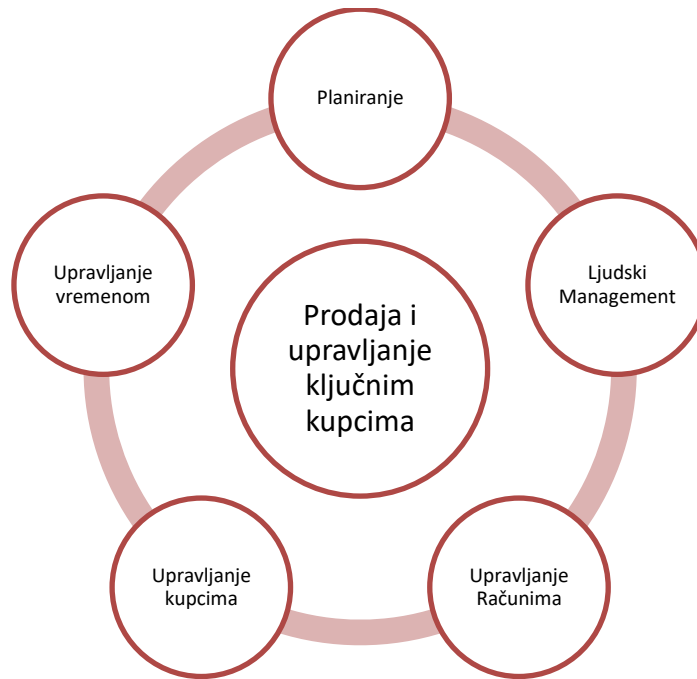 Planiranje
Ljudski
Management
Upravljanje
Računima
Upravljanje
kupcima
Upravljanje
vremenom
Prodaja i
upravljanje
ključnim
kupcima